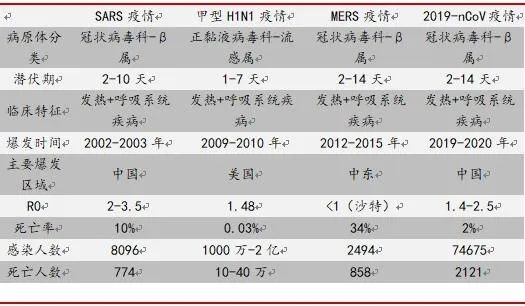 SARS 疫情 甲型 H1N1 疫情 MERS 疫情 2019-nCoV 疫情
病原体分类 冠状病毒科-β属 正黏液病毒科-流感属 冠状病毒科-β属 冠状病毒科-β属
潜伏期 2-10 天 1-7 天 2-14 天 2-14 天
临床特征 发热+呼吸系统疾病 发热+呼吸系统疾病 发热+呼吸系统疾病 发热+呼吸系统疾病
爆发时间 2002-2003 年 2009-2010 年 2012-2015 年 2019-2020 年
主要爆发区域 中国 美国 中东 中国
R0 2-3.5 1.48 <1（沙特） 1.4-2.5
死亡率 10% 0.03% 34% 2%
感染人数 8096 1000 万-2 亿 2494 74675
死亡人数 774 10-40 万 858 2121